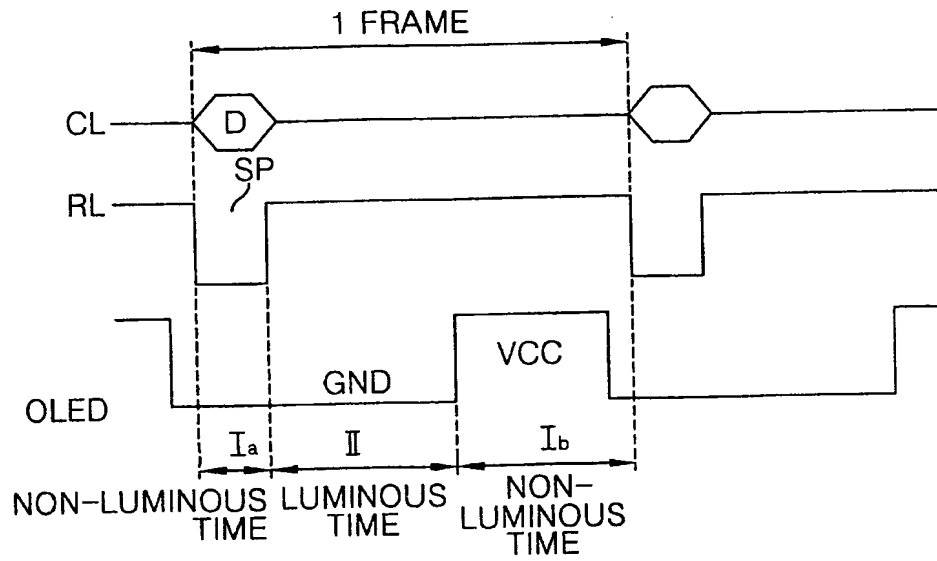 1 FRAME
CL
D
SP
RL
VCC
GND
OLED
Ia
II
Ib
NON-LUMINOUS
TIME
LUMINOUS
TIME
NON-
LUMINOUS
TIME